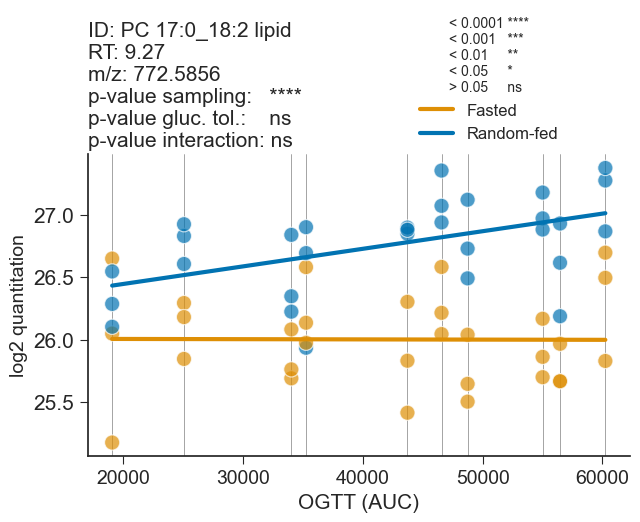 ID: PC 17:0_18:2 lipid
RT: 9.27
m/z: 772.5856
p-value sampling: ****
p-value gluc. tol.: ns
p-value interaction: ns
< 0.0001 ****
< 0.001 ***
< 0.01 **
< 0.05 *
> 0.05 ns
Fasted
Random-fed
27.0
26.5
26.0
25.5
log2 quantitation
20000 30000 40000 50000 60000
OGTT (AUC)